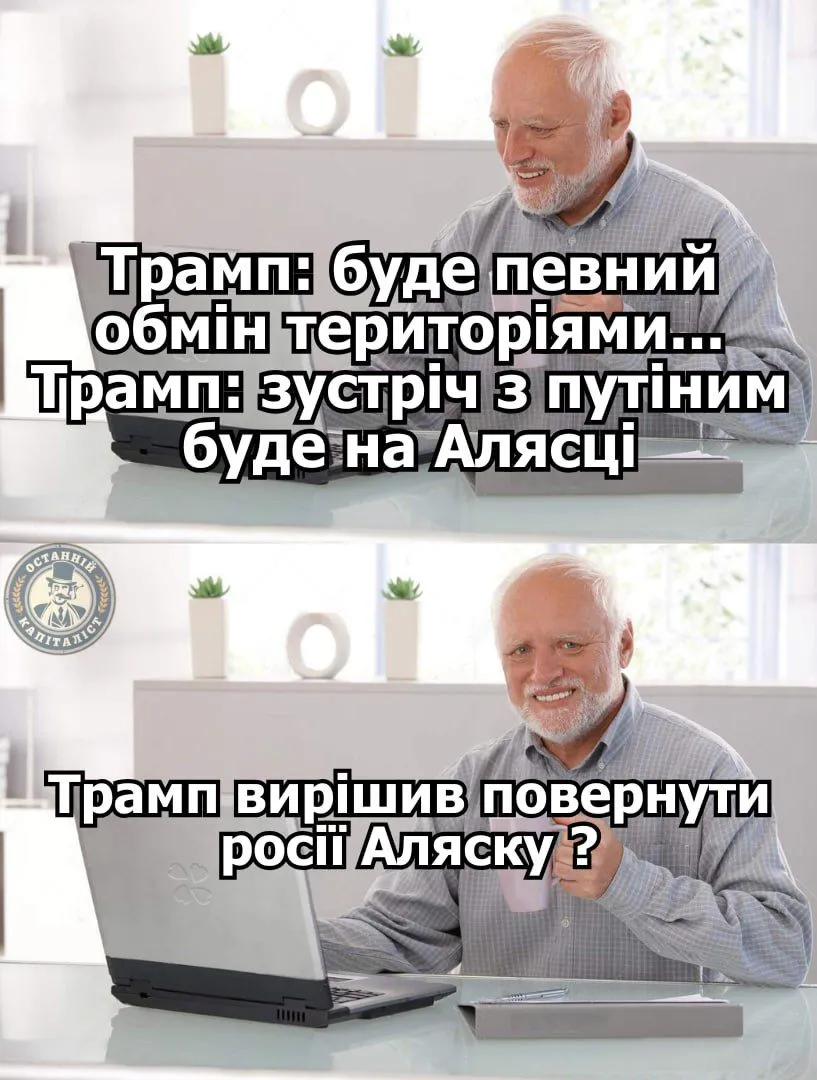 Трамп: буде певний
обмін територіями...
Трамп: зустріч з путіним
буде на Алясці
ОСТАННІЙ
КАПІТАЛІСТ
Трамп вирішив повернути
росії Аляску ?